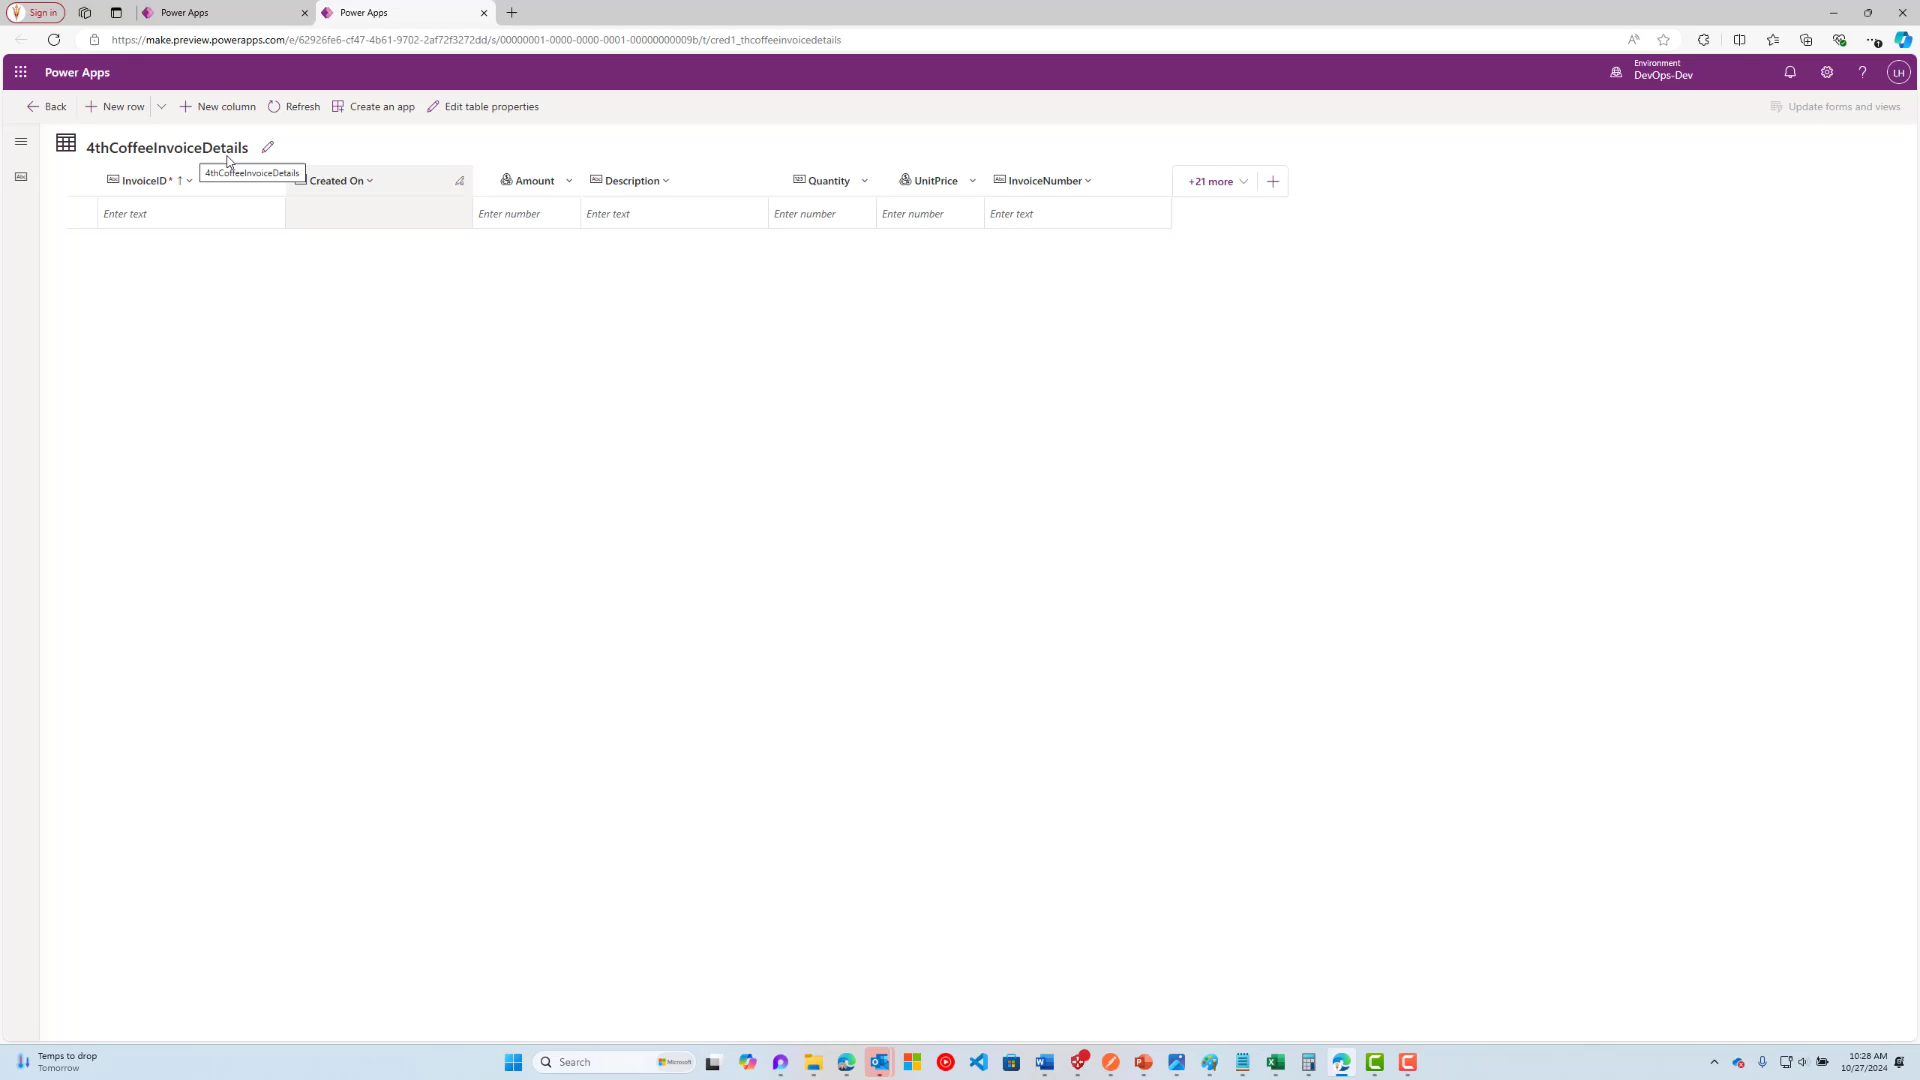 Sign in
Power Apps
Power Apps
https://make.preview.powerapps.com/e/62926fe6-cf47-4b61-9702-2af72f3272dd/s/00000001-0000-0000-0001-00000000009b/t/cred1_thcoffeeinvoicedetails
Power Apps
Environment
DevOps-Dev
LH
Back
New row
New column
Refresh
Create an app
Edit table properties
Update forms and views
4thCoffeeInvoiceDetails
4thCoffeeInvoiceDetails
InvoiceID* Created On Amount Description Quantity UnitPrice InvoiceNumber +21 more
Enter text Enter number Enter text Enter number Enter number Enter text
Temps to drop
Tomorrow
Search
Microsoft
10:28 AM
10/27/2024